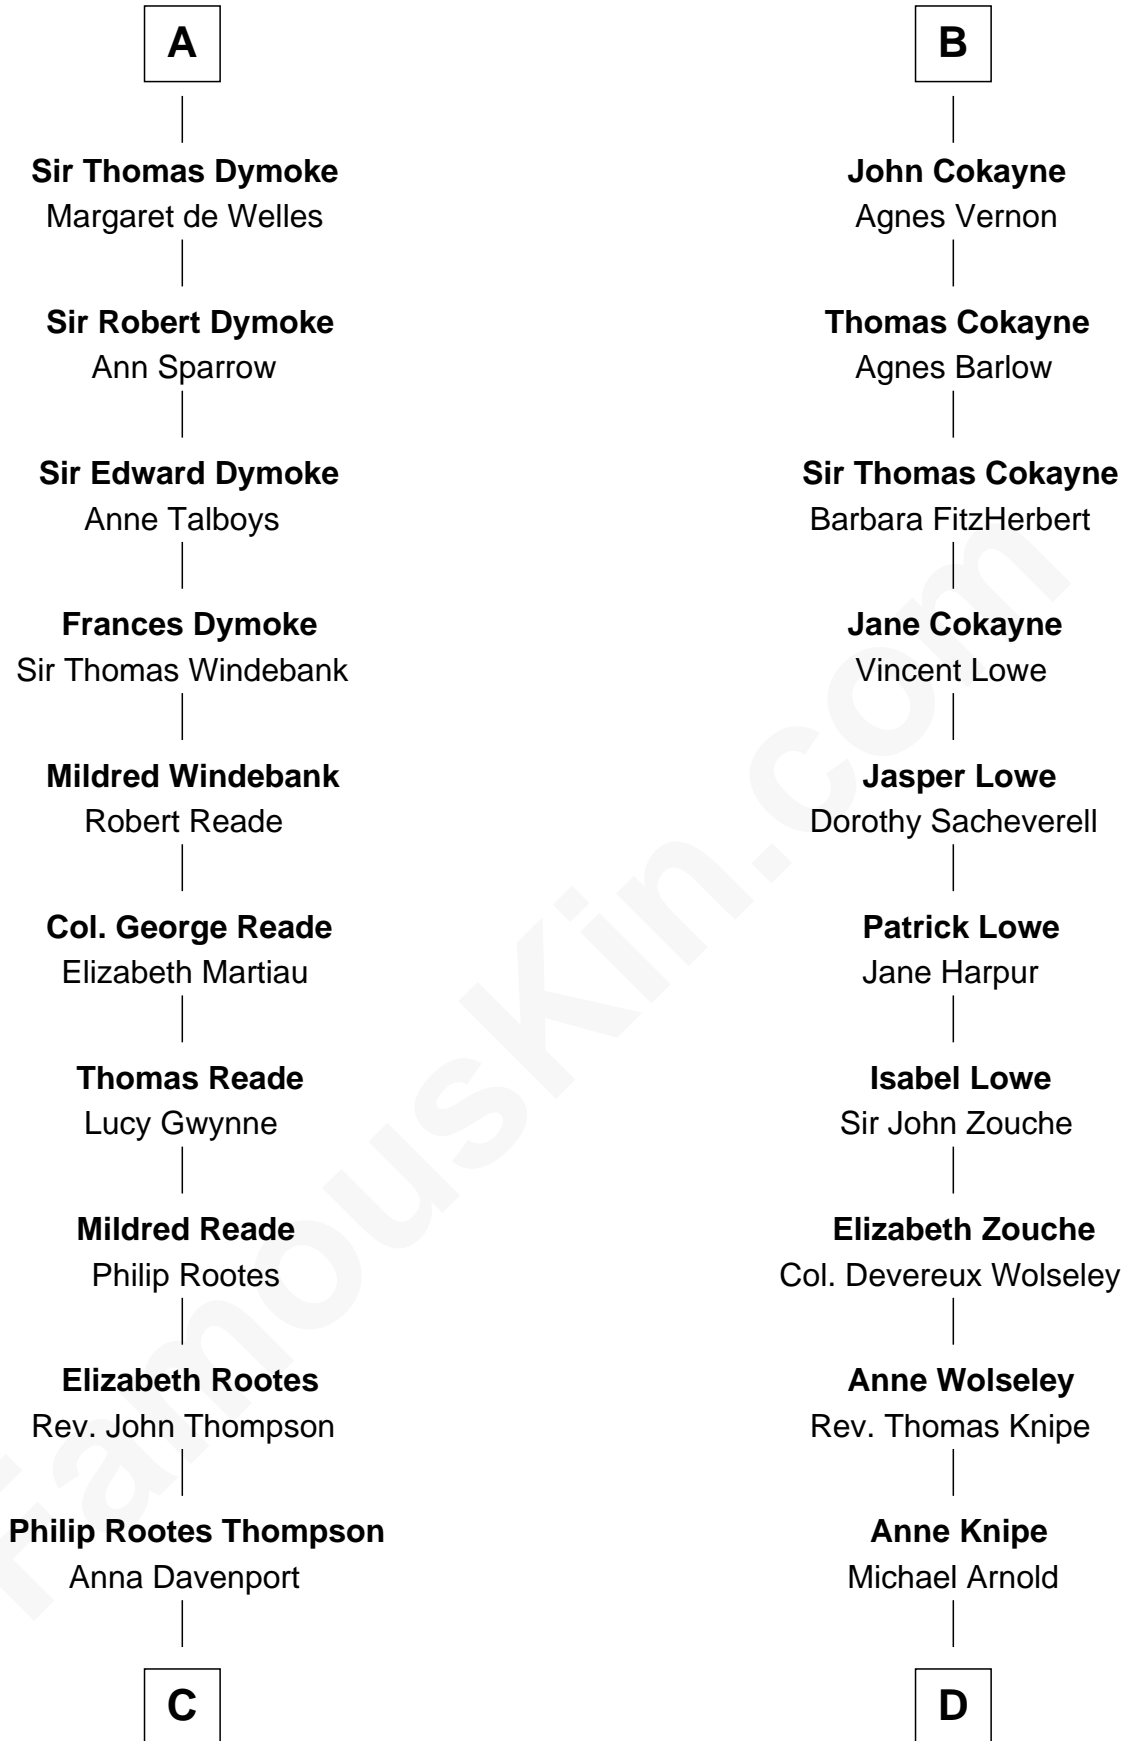 A
Sir Thomas Dymoke
Margaret de Welles
Sir Robert Dymoke
Ann Sparrow
Sir Edward Dymoke
Anne Talboys
Frances Dymoke
Sir Thomas Windebank
Mildred Windebank
Robert Reade
Col. George Reade
Elizabeth Martiau
Thomas Reade
Lucy Gwynne
Mildred Reade
Philip Rootes
Elizabeth Rootes
Rev. John Thompson
Philip Rootes Thompson
Anna Davenport
C
B
John Cokayne
Agnes Vernon
Thomas Cokayne
Agnes Barlow
Sir Thomas Cokayne
Barbara FitzHerbert
Jane Cokayne
Vincent Lowe
Jasper Lowe
Dorothy Sacheverell
Patrick Lowe
Jane Harpur
Isabel Lowe
Sir John Zouche
Elizabeth Zouche
Col. Devereux Wolseley
Anne Wolseley
Rev. Thomas Knipe
Anne Knipe
Michael Arnold
D
FamousKin.com